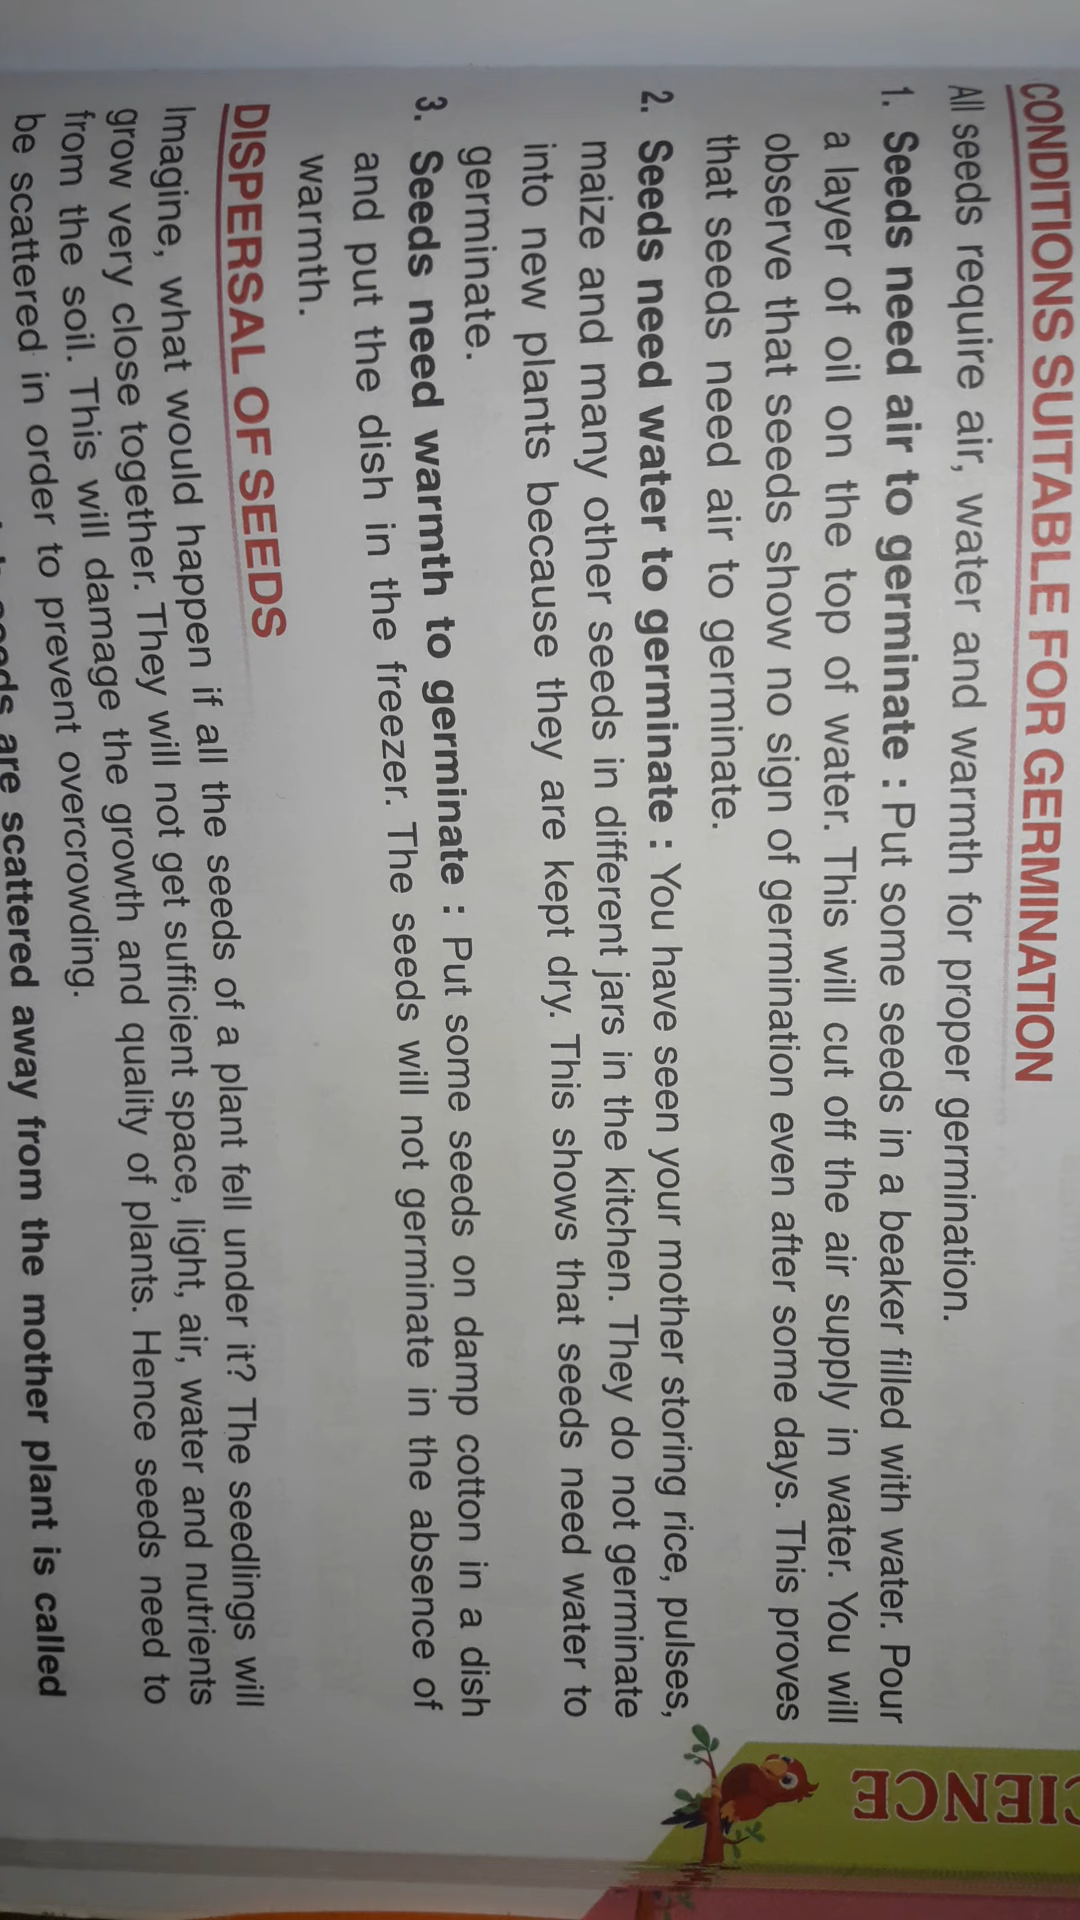 CIENCE
CONDITIONS SUITABLE FOR GERMINATION
All seeds require air, water and warmth for proper germination.
1. Seeds need air to germinate : Put some seeds in a beaker filled with water. Pour
a layer of oil on the top of water. This will cut off the air supply in water. You will
observe that seeds show no sign of germination even after some days. This proves
that seeds need air to germinate.
2. Seeds need water to germinate : You have seen your mother storing rice, pulses,
maize and many other seeds in different jars in the kitchen. They do not germinate
into new plants because they are kept dry. This shows that seeds need water to
germinate.
3. Seeds need warmth to germinate : Put some seeds on damp cotton in a dish
and put the dish in the freezer. The seeds will not germinate in the absence of
warmth.
DISPERSAL OF SEEDS
Imagine, what would happen if all the seeds of a plant fell under it? The seedlings will
grow very close together. They will not get sufficient space, light, air, water and nutrients
from the soil. This will damage the growth and quality of plants. Hence seeds need to
be scattered in order to prevent overcrowding.
are scattered away from the mother plant is called